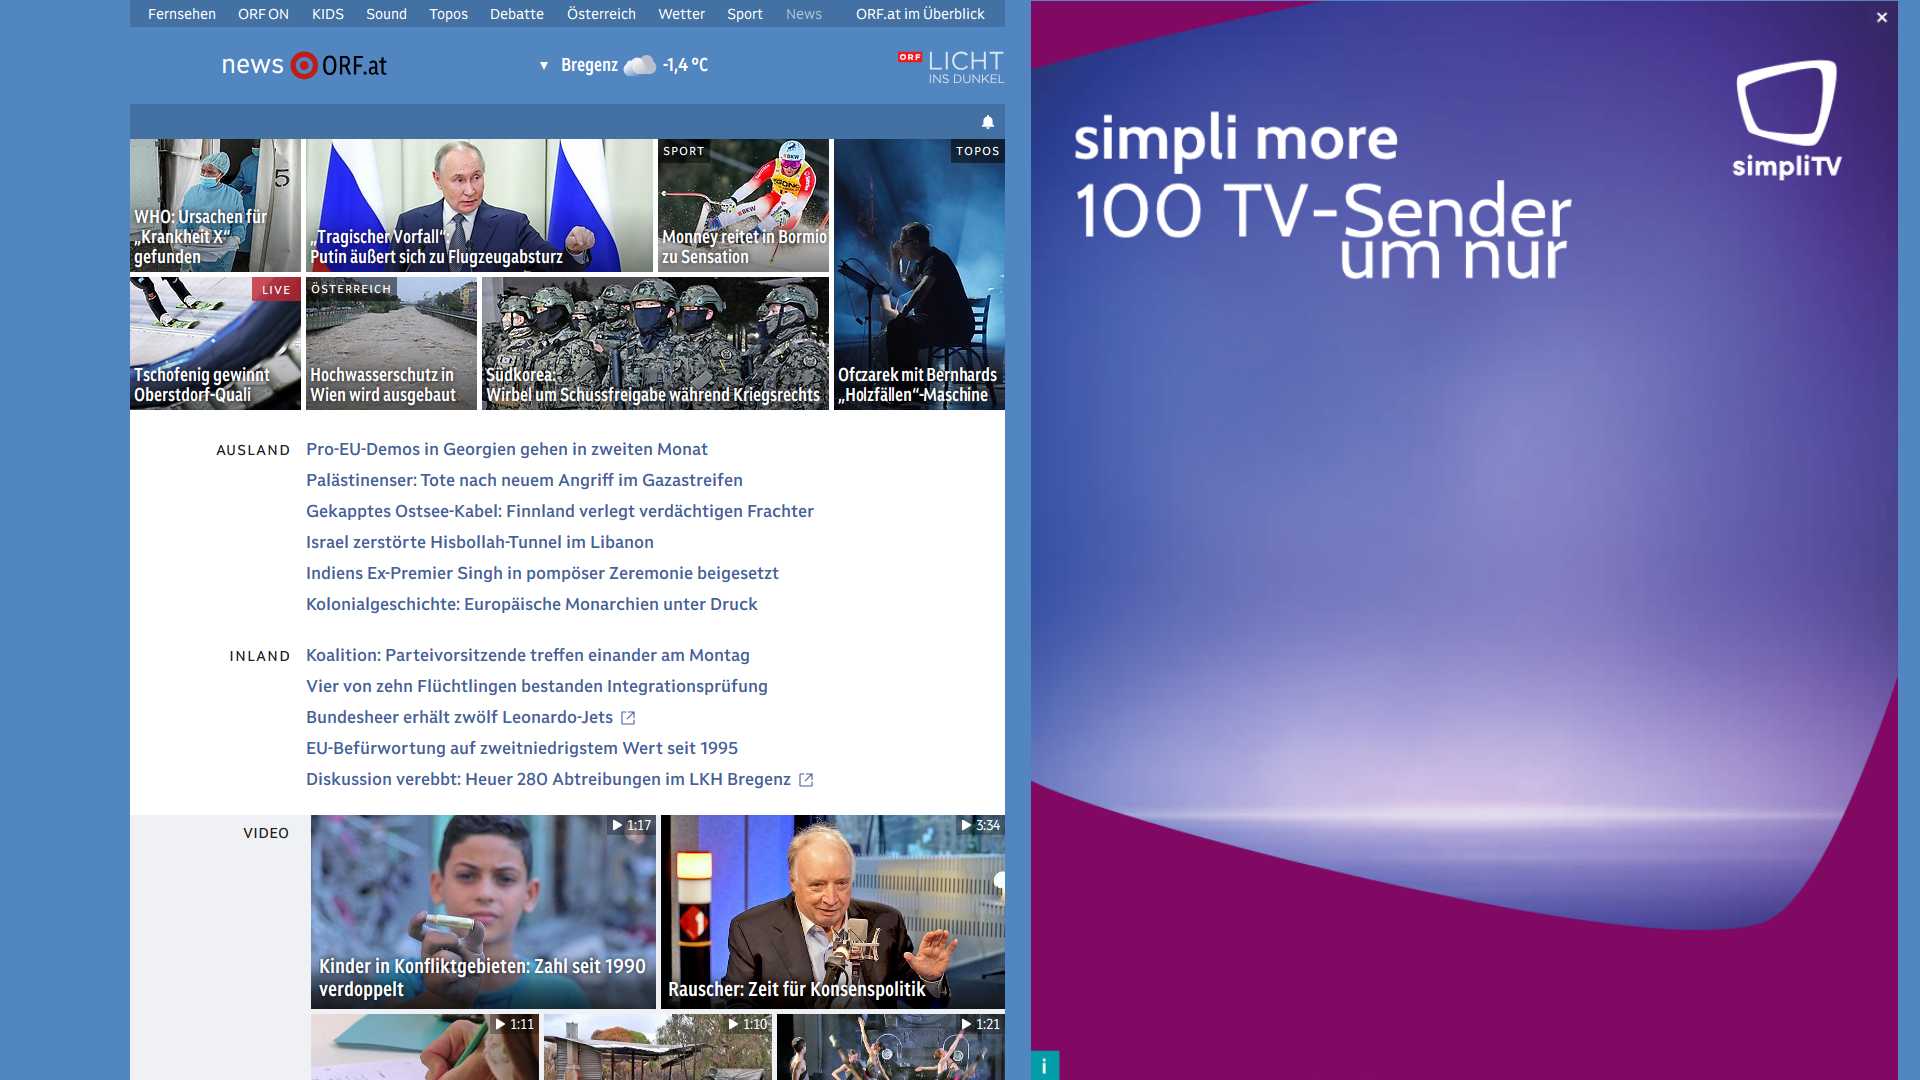 Fernsehen ORF ON KIDS Sound Topos Debatte Österreich Wetter Sport News ORF.at im Überblick
news ORF.at
▼ Bregenz -1,4 °C
ORF LICHT
INS DUNKEL
5
WHO: Ursachen für
„Krankheit X“
gefunden
„Tragischer Vorfall“:
Putin äußert sich zu Flugzeugabsturz
SPORT
Monney reitet in Bormio
zu Sensation
TOPOS
Ofczarek mit Bernhards
„Holzfällen“-Maschine
LIVE
Tschofenig gewinnt
Oberstdorf-Quali
ÖSTERREICH
Hochwasserschutz in
Wien wird ausgebaut
Südkorea:
Wirbel um Schussfreigabe während Kriegsrechts
AUSLAND
Pro-EU-Demos in Georgien gehen in zweiten Monat
Palästinenser: Tote nach neuem Angriff im Gazastreifen
Gekapptes Ostsee-Kabel: Finnland verlegt verdächtigen Frachter
Israel zerstörte Hisbollah-Tunnel im Libanon
Indiens Ex-Premier Singh in pompöser Zeremonie beigesetzt
Kolonialgeschichte: Europäische Monarchien unter Druck
INLAND
Koalition: Parteivorsitzende treffen einander am Montag
Vier von zehn Flüchtlingen bestanden Integrationsprüfung
Bundesheer erhält zwölf Leonardo-Jets
EU-Befürwortung auf zweitniedrigstem Wert seit 1995
Diskussion verebbt: Heuer 280 Abtreibungen im LKH Bregenz
VIDEO
1:17
Kinder in Konfliktgebieten: Zahl seit 1990
verdoppelt
3:34
Rauscher: Zeit für Konsenspolitik
1:11
1:10
1:21
simpli more
100 TV-Sender
um nur
simpliTV
i